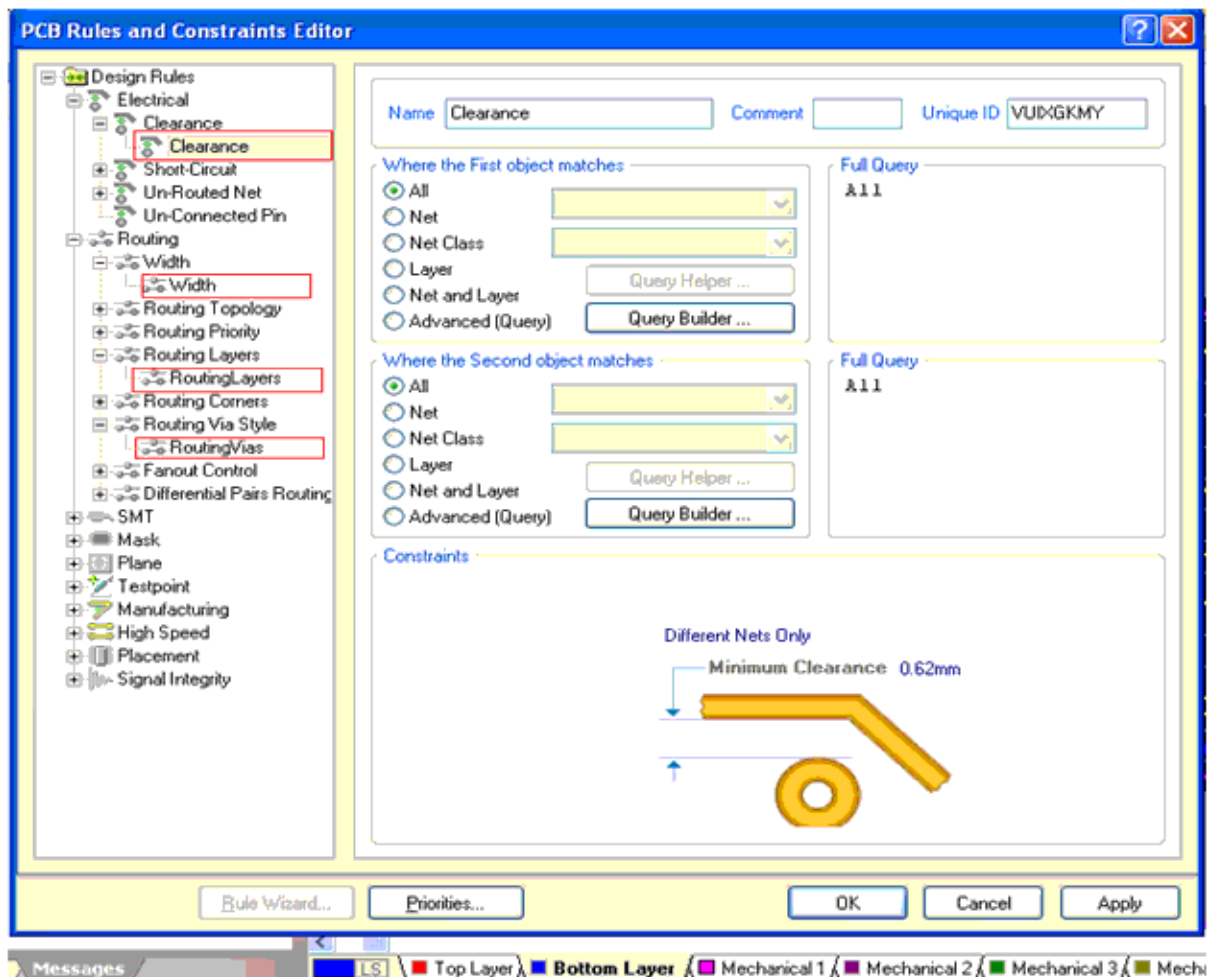 PCB Rules and Constraints Editor
Design Rules
Electrical
Clearance
Clearance
Short-Circuit
Un-Routed Net
Un-Connected Pin
Routing
Width
Width
Routing Topology
Routing Priority
Routing Layers
RoutingLayers
Routing Corners
Routing Via Style
RoutingVias
Fanout Control
Differential Pairs Routing
SMT
Mask
Plane
Testpoint
Manufacturing
High Speed
Placement
Signal Integrity
Name Clearance Comment Unique ID VUIXGKMY
Where the First object matches
All
Net
Net Class
Layer
Net and Layer
Advanced (Query)
Query Helper ...
Query Builder ...
Full Query
All
Where the Second object matches
All
Net
Net Class
Layer
Net and Layer
Advanced (Query)
Query Helper ...
Query Builder ...
Full Query
All
Constraints
Different Nets Only
Minimum Clearance 0.62mm
Rule Wizard... Priorities... OK Cancel Apply
Messages LS Top Layer Bottom Layer Mechanical 1 Mechanical 2 Mechanical 3 Mecha